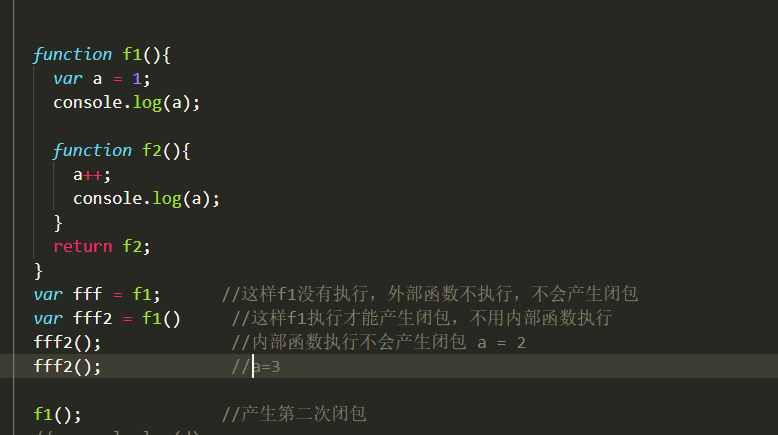 function f1(){
var a = 1;
console.log(a);
function f2(){
a++;
console.log(a);
}
return f2;
}
var fff = f1; //这样f1没有执行，外部函数不执行，不会产生闭包
var fff2 = f1() //这样f1执行才能产生闭包，不用内部函数执行
fff2(); //内部函数执行不会产生闭包 a = 2
fff2(); //a=3
f1(); //产生第二次闭包